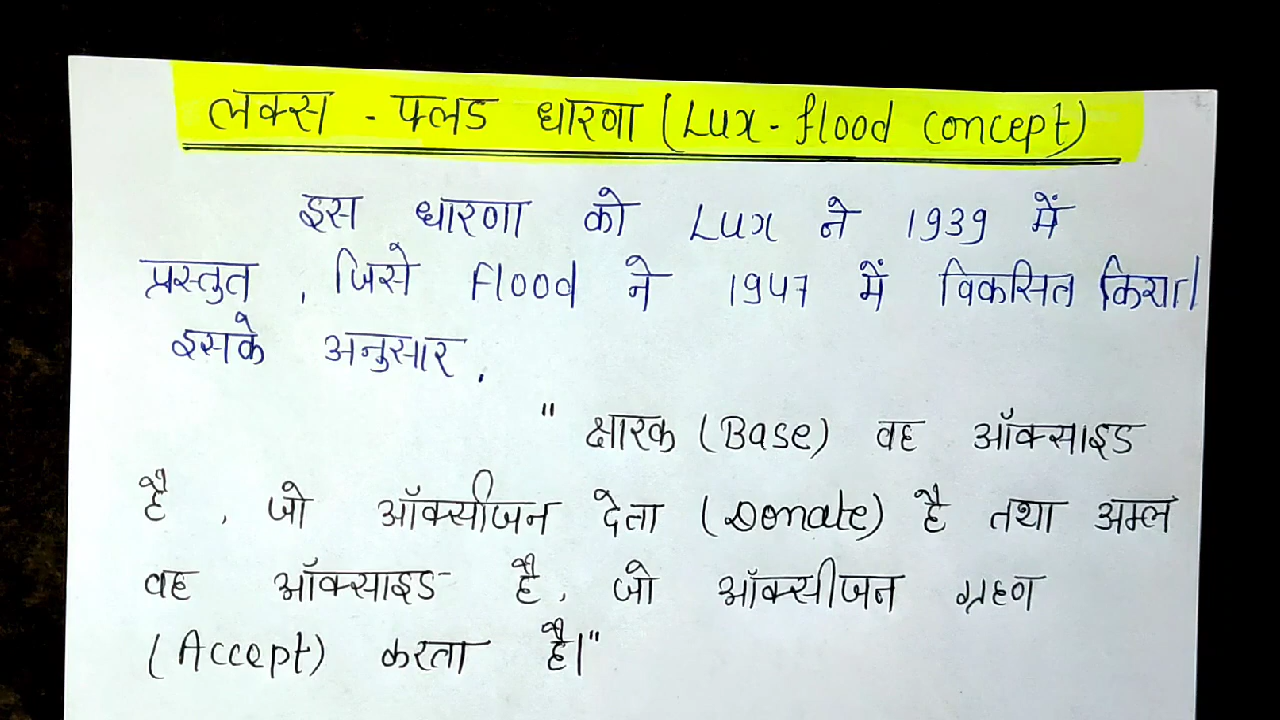 लक्स - फ्लड धारणा (Lux - flood concept)
इस धारणा को Lux ने 1939 में
प्रस्तुत , जिसे Flood ने 1947 में विकसित किया।
इसके अनुसार ,
" क्षारक (Base) वह ऑक्साइड
है , जो ऑक्सीजन देता (Donate) है तथा अम्ल
वह ऑक्साइड है, जो ऑक्सीजन ग्रहण
(Accept) करता है।"